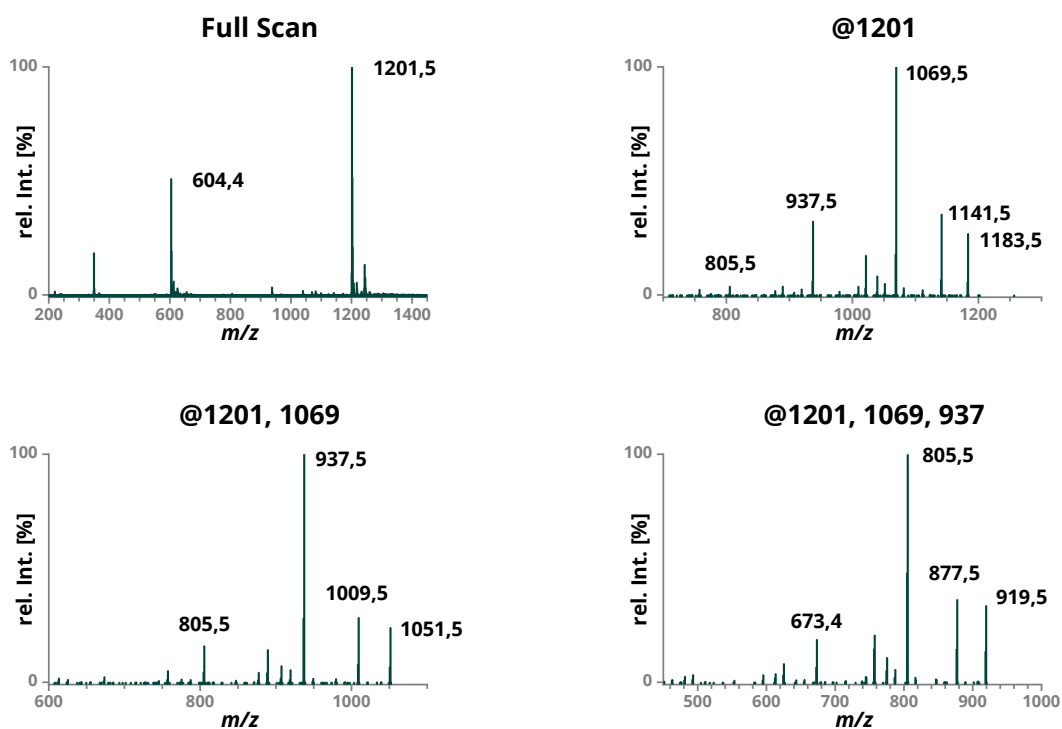 Full Scan
100
1201,5
604,4
0
rel. Int. [%]
200 400 600 800 1000 1200 1400
m/z
@1201
100
1069,5
937,5
1141,5
1183,5
805,5
0
rel. Int. [%]
800 1000 1200
m/z
@1201, 1069
100
937,5
1009,5
805,5
1051,5
0
rel. Int. [%]
600 800 1000
m/z
@1201, 1069, 937
100
805,5
877,5
919,5
673,4
0
rel. Int. [%]
500 600 700 800 900 1000
m/z